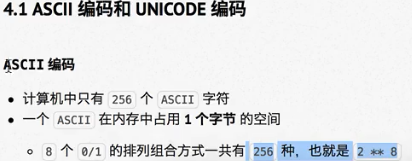 4.1 ASCII 编码和 UNICODE 编码
ASCII 编码
• 计算机中只有 256 个 ASCII 字符
• 一个 ASCII 在内存中占用 1 个字节 的空间
◦ 8 个 0/1 的排列组合方式一共有 256 种，也就是 2 ** 8